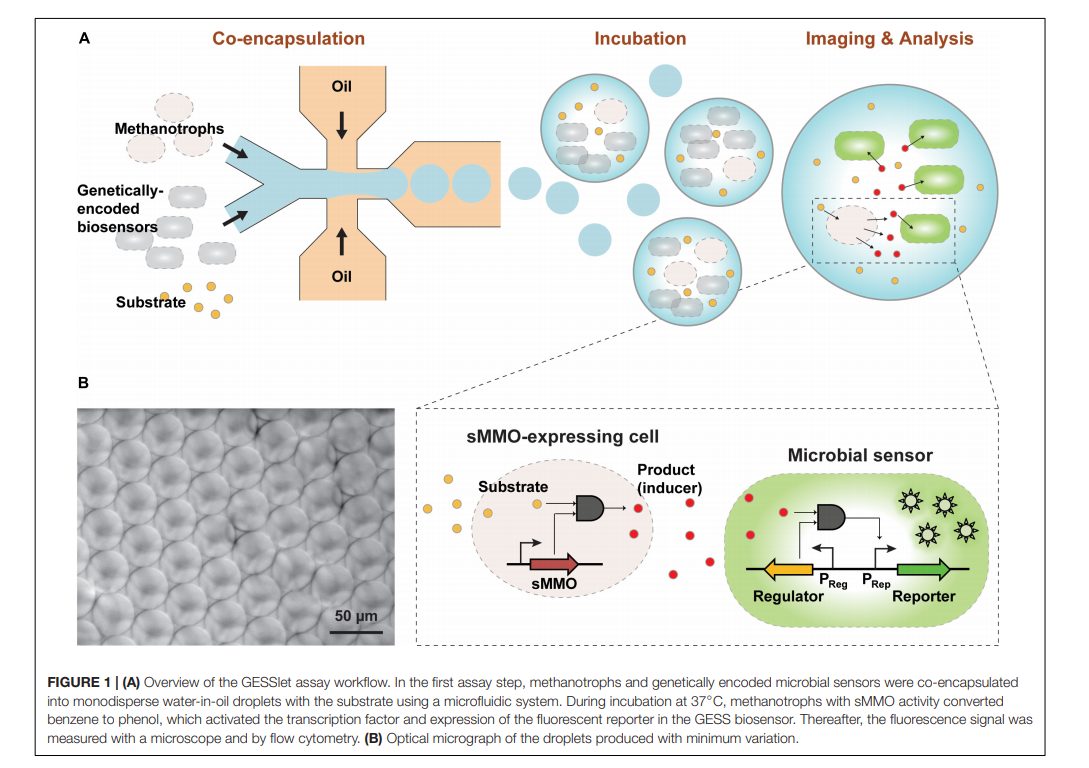 A
Co-encapsulation
Incubation
Imaging & Analysis
Oil
Methanotrophs
Genetically-
encoded
biosensors
Substrate
Oil
B
50 µm
sMMO-expressing cell
Substrate
Product
(inducer)
sMMO
Microbial sensor
Regulator
PReg
PRep
Reporter
FIGURE 1 | (A) Overview of the GESSlet assay workflow. In the first assay step, methanotrophs and genetically encoded microbial sensors were co-encapsulated
into monodisperse water-in-oil droplets with the substrate using a microfluidic system. During incubation at 37°C, methanotrophs with sMMO activity converted
benzene to phenol, which activated the transcription factor and expression of the fluorescent reporter in the GESS biosensor. Thereafter, the fluorescence signal was
measured with a microscope and by flow cytometry. (B) Optical micrograph of the droplets produced with minimum variation.